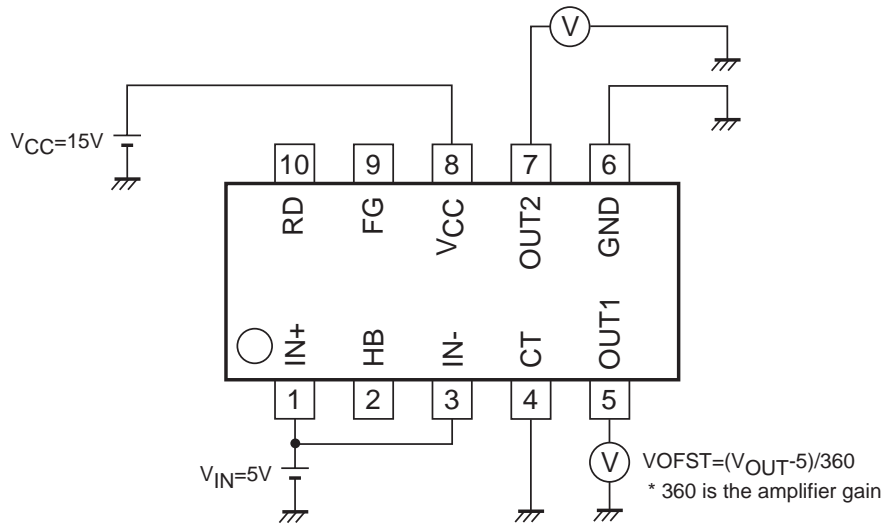 V
VCC=15V
10 9 8 7 6
RD FG VCC OUT2 GND
IN+ HB IN- CT OUT1
1 2 3 4 5
VIN=5V
V
VOFST=(VOUT-5)/360
* 360 is the amplifier gain